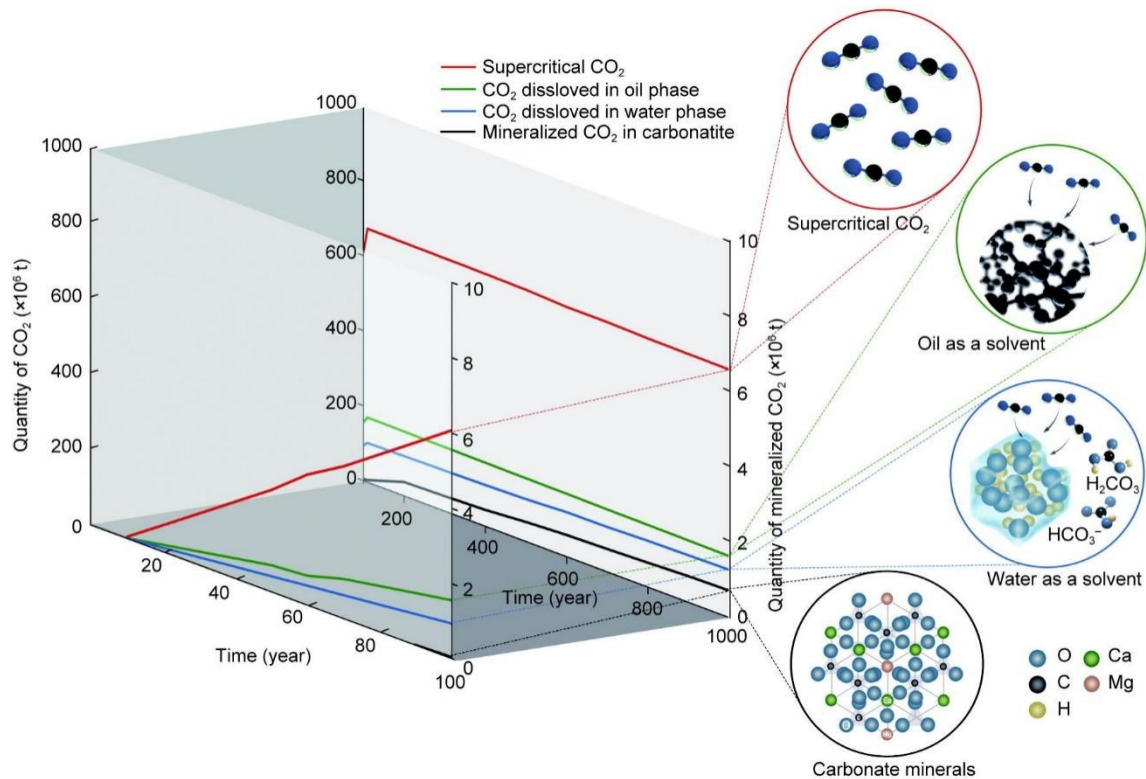 Supercritical CO₂
CO₂ dissloved in oil phase
CO₂ dissloved in water phase
Mineralized CO₂ in carbonatite
Quantity of CO₂ (×10⁶ t)
1000
800
600
400
200
0
20
40
60
80
100
Time (year)
1000
800
600
400
200
0
10
8
6
4
2
0
200
400
600
800
1000
Time (year)
10
8
6
4
2
0
Quantity of mineralized CO₂ (×10⁶ t)
Supercritical CO₂
Oil as a solvent
H₂CO₃
HCO₃⁻
Water as a solvent
Carbonate minerals
O Ca
C Mg
H